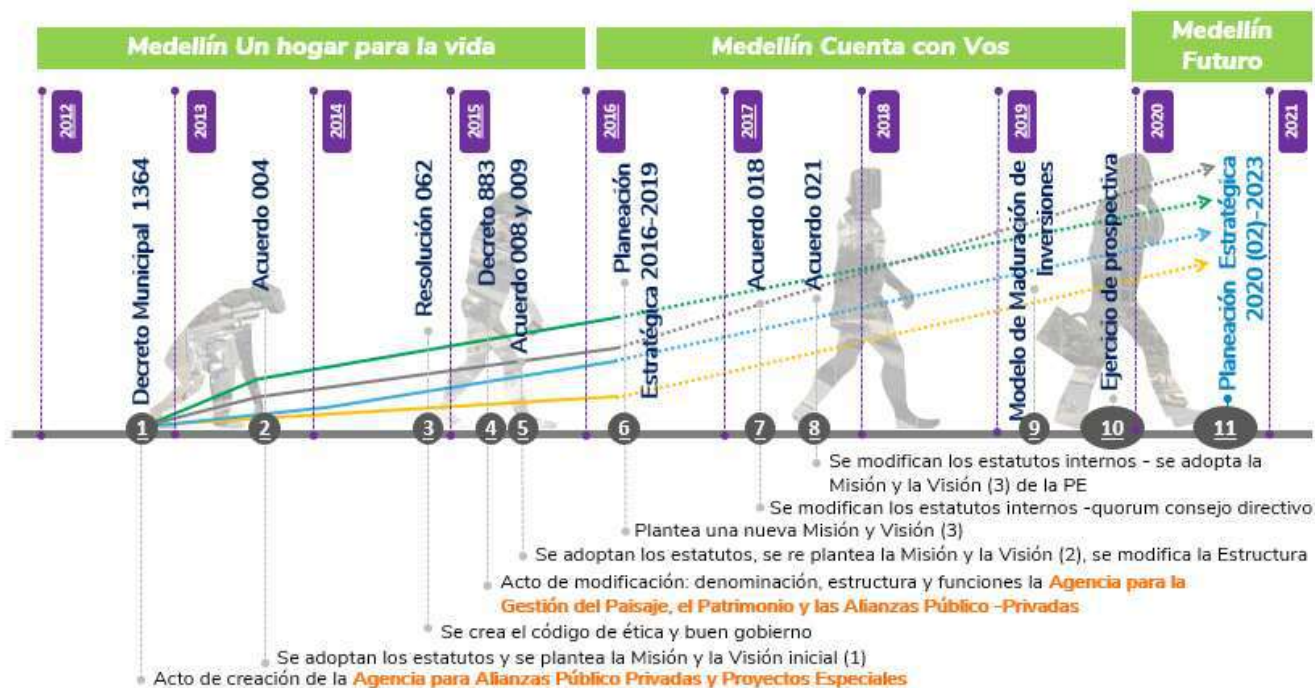 Medellín Un hogar para la vida
Medellín Cuenta con Vos
Medellín
Futuro
2012
2013
2014
2015
2016
2017
2018
2019
2020
2021
Decreto Municipal 1364
Acuerdo 004
Resolución 062
Decreto 883
Acuerdo 008 y 009
Planeación
Estratégica 2016-2019
Acuerdo 018
Acuerdo 021
Modelo de Maduración de
Inversiones
Ejercicio de prospectiva
Planeación Estratégica
2020 (02)-2023
1
2
3
4
5
6
7
8
9
10
11
Se modifican los estatutos internos - se adopta la
Misión y la Visión (3) de la PE
Se modifican los estatutos internos -quorum consejo directivo
Plantea una nueva Misión y Visión (3)
Se adoptan los estatutos, se re plantea la Misión y la Visión (2), se modifica la Estructura
Acto de modificación: denominación, estructura y funciones la Agencia para la
Gestión del Paisaje, el Patrimonio y las Alianzas Público -Privadas
Se crea el código de ética y buen gobierno
Se adoptan los estatutos y se plantea la Misión y la Visión inicial (1)
Acto de creación de la Agencia para Alianzas Público Privadas y Proyectos Especiales